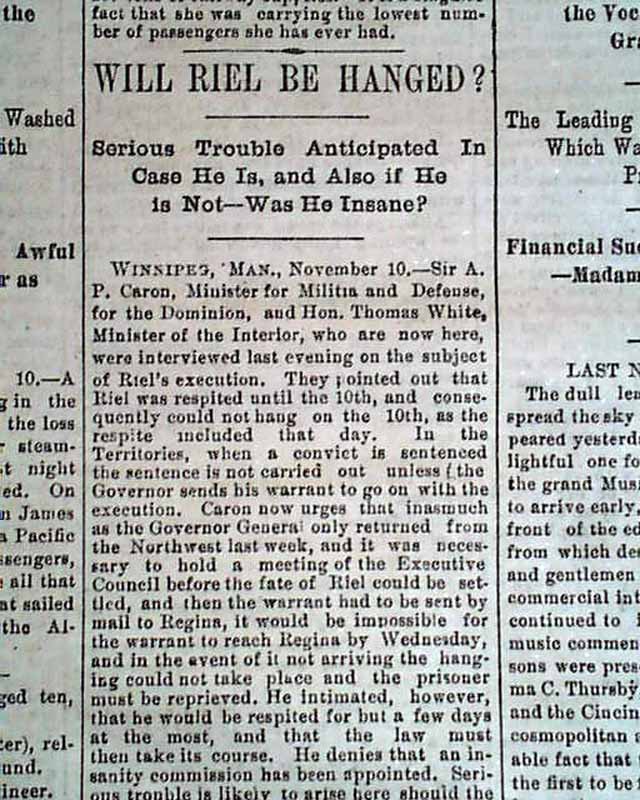 the
Washed
ith
Awful
r as
10.—A
g in the
the loss
r steam-
t night
ed. On
n James
a Pacific
ssengers,
all that
at sailed
the Al-
ged ten,
ter), rel-
und.
ineer.
fact that she was carrying the lowest num-
ber of passengers she has ever had.
WILL RIEL BE HANGED?
Serious Trouble Anticipated In
Case He Is, and Also if He
is Not—Was He Insane?
WINNIPEG, MAN., November 10.—Sir A.
P. Caron, Minister for Militia and Defense,
for the Dominion, and Hon. Thomas White,
Minister of the Interior, who are now here,
were interviewed last evening on the subject
of Riel's execution. They pointed out that
Riel was respited until the 10th, and conse-
quently could not hang on the 10th, as the
respite included that day. In the
Territories, when a convict is sentenced
the sentence is not carried out unless the
Governor sends his warrant to go on with the
execution. Caron now urges that inasmuch
as the Governor General only returned from
the Northwest last week, and it was neces-
sary to hold a meeting of the Executive
Council before the fate of Riel could be set-
tled, and then the warrant had to be sent by
mail to Regina, it would be impossible for
the warrant to reach Regina by Wednesday,
and in the event of it not arriving the hang-
ing could not take place and the prisoner
must be reprieved. He intimated, however,
that he would be respited for but a few days
at the most, and that the law must
then take its course. He denies that an in-
sanity commission has been appointed. Seri-
ous trouble is likely to arise here should the
the Voc
Gra
The Leading
Which Wa
Pr
Financial Suc
—Madam
LAST N
The dull lea
spread the sky
peared yesterd
lightful one fo
the grand Musi
to arrive early,
front of the ed
from which des
and gentlemen
commercial int
continued to
music commen
sons were pres
ma C. Thursby
and the Cincin
cosmopolitan a
able fact that
the first to be